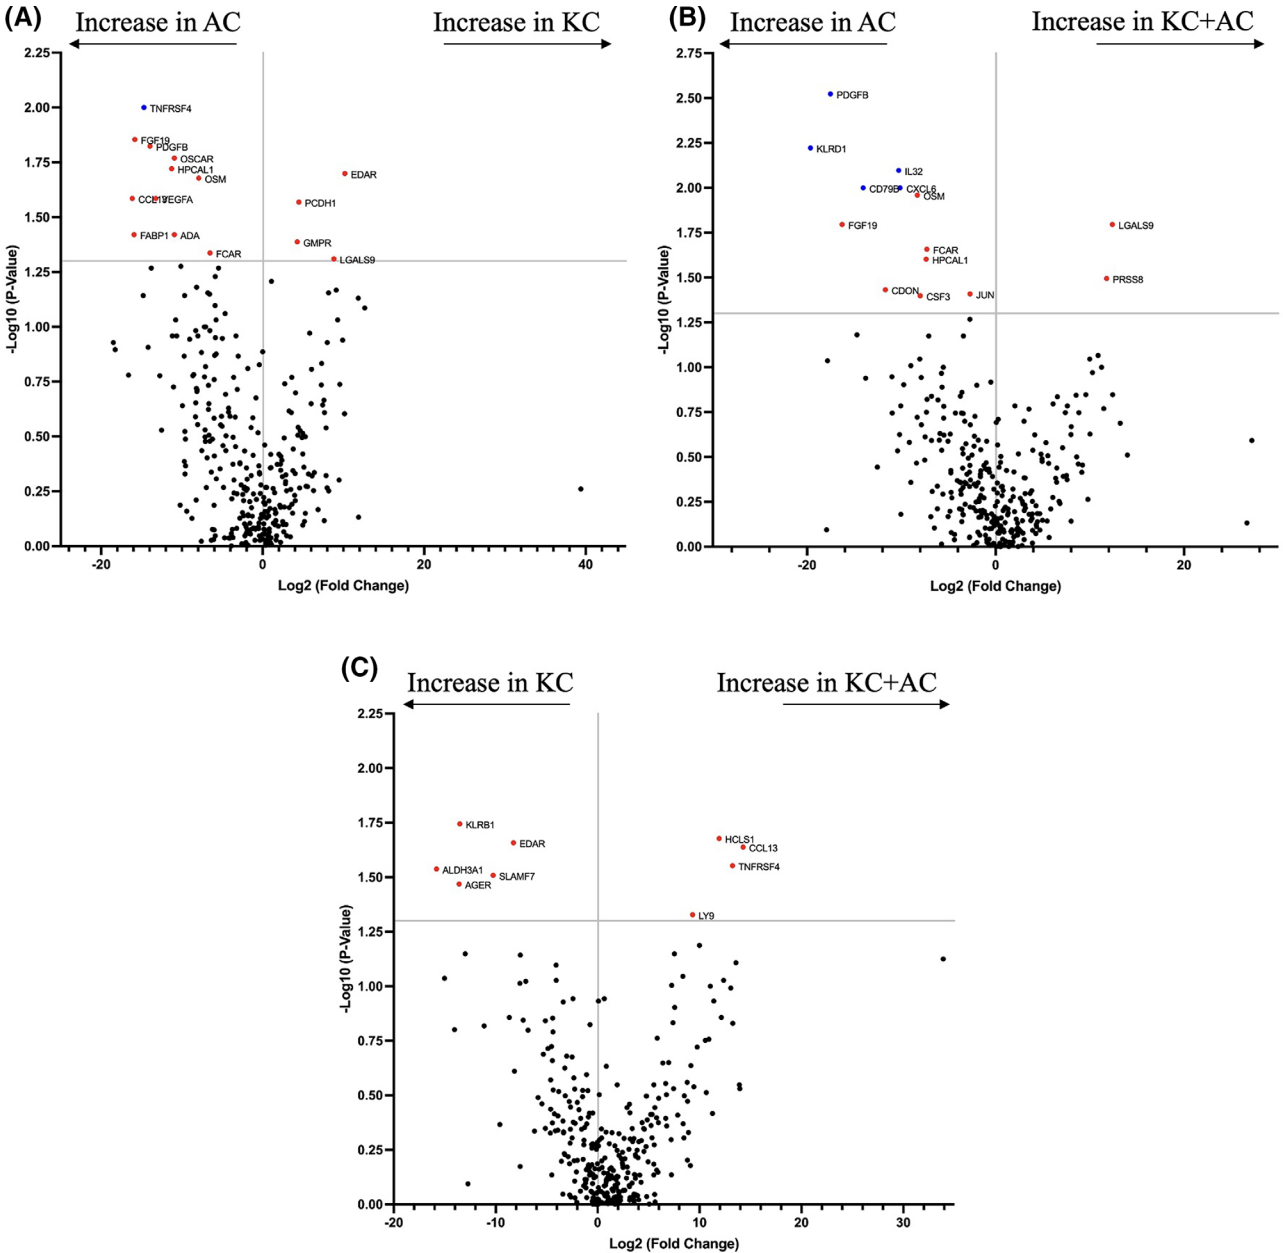 (A)
Increase in AC
Increase in KC
2.25
2.00
1.75
1.50
1.25
1.00
0.75
0.50
0.25
0.00
-Log10 (P-Value)
TNFRSF4
FGF19
PDGFB
OSCAR
HPCAL1
OSM
CCL13
VEGFA
FABP1
ADA
FCAR
EDAR
PCDH1
GMPR
LGALS9
-20
0
20
40
Log2 (Fold Change)
(B)
Increase in AC
Increase in KC+AC
2.75
2.50
2.25
2.00
1.75
1.50
1.25
1.00
0.75
0.50
0.25
0.00
-Log10 (P-Value)
PDGFB
KLRD1
IL32
CD79B
CXCL6
OSM
FGF19
FCAR
HPCAL1
CDON
CSF3
JUN
LGALS9
PRSS8
-20
0
20
Log2 (Fold Change)
(C)
Increase in KC
Increase in KC+AC
2.25
2.00
1.75
1.50
1.25
1.00
0.75
0.50
0.25
0.00
-Log10 (P-Value)
KLRB1
EDAR
ALDH3A1
SLAMF7
AGER
HCLS1
CCL13
TNFRSF4
LY9
-20
-10
0
10
20
30
Log2 (Fold Change)